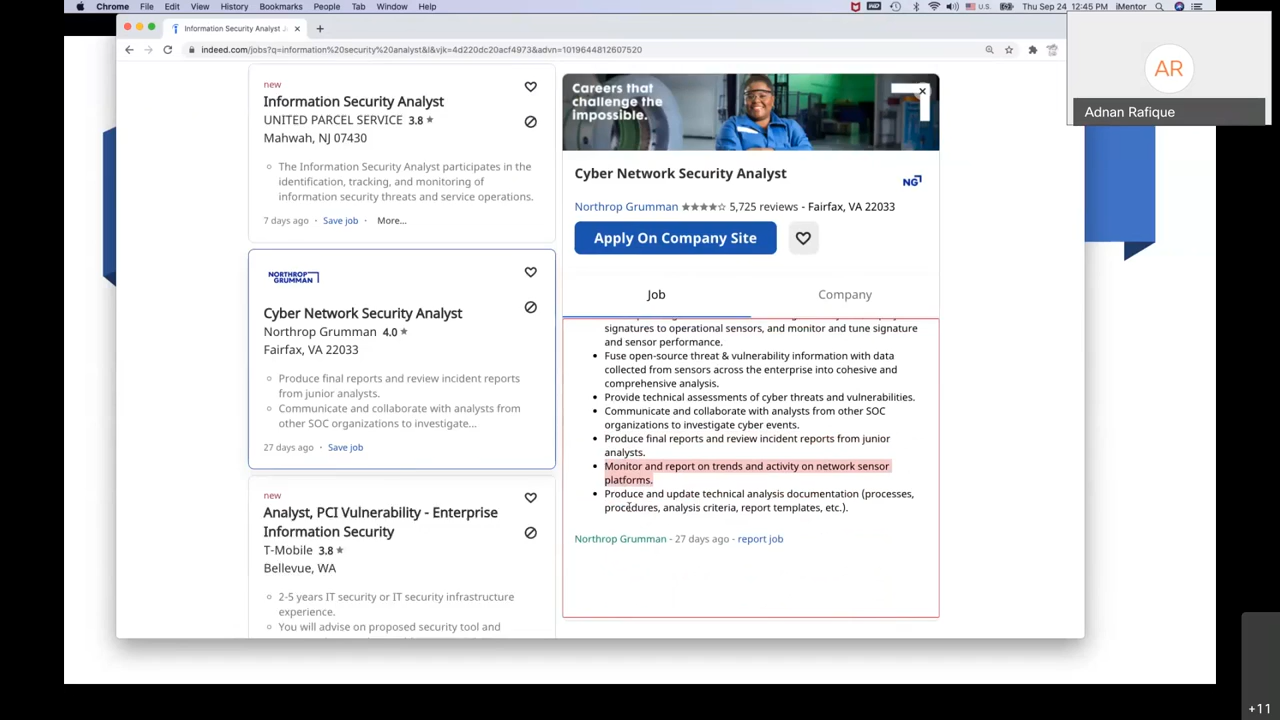 Chrome File Edit View History Bookmarks People Tab Window Help
U.S.
Thu Sep 24 12:45 PM iMentor
Information Security Analyst
indeed.com/jobs?q=information%20security%20analyst&l&vjk=4d220dc20acf4973&advn=1019644812607520
AR
Adnan Rafique
new
Information Security Analyst
UNITED PARCEL SERVICE 3.8
Mahwah, NJ 07430
The Information Security Analyst participates in the
identification, tracking, and monitoring of
information security threats and service operations.
7 days ago · Save job · More...
NORTHROP
GRUMMAN
Cyber Network Security Analyst
Northrop Grumman 4.0
Fairfax, VA 22033
Produce final reports and review incident reports
from junior analysts.
Communicate and collaborate with analysts from
other SOC organizations to investigate…
27 days ago · Save job
new
Analyst, PCI Vulnerability - Enterprise
Information Security
T-Mobile 3.8
Bellevue, WA
2-5 years IT security or IT security infrastructure
experience.
You will advise on proposed security tool and
Careers that
challenge the
impossible.
Cyber Network Security Analyst
NG
Northrop Grumman 5,725 reviews - Fairfax, VA 22033
Apply On Company Site
Job Company
signatures to operational sensors, and monitor and tune signature
and sensor performance.
Fuse open-source threat & vulnerability information with data
collected from sensors across the enterprise into cohesive and
comprehensive analysis.
Provide technical assessments of cyber threats and vulnerabilities.
Communicate and collaborate with analysts from other SOC
organizations to investigate cyber events.
Produce final reports and review incident reports from junior
analysts.
Monitor and report on trends and activity on network sensor
platforms.
Produce and update technical analysis documentation (processes,
procedures, analysis criteria, report templates, etc.).
Northrop Grumman - 27 days ago - report job
+11